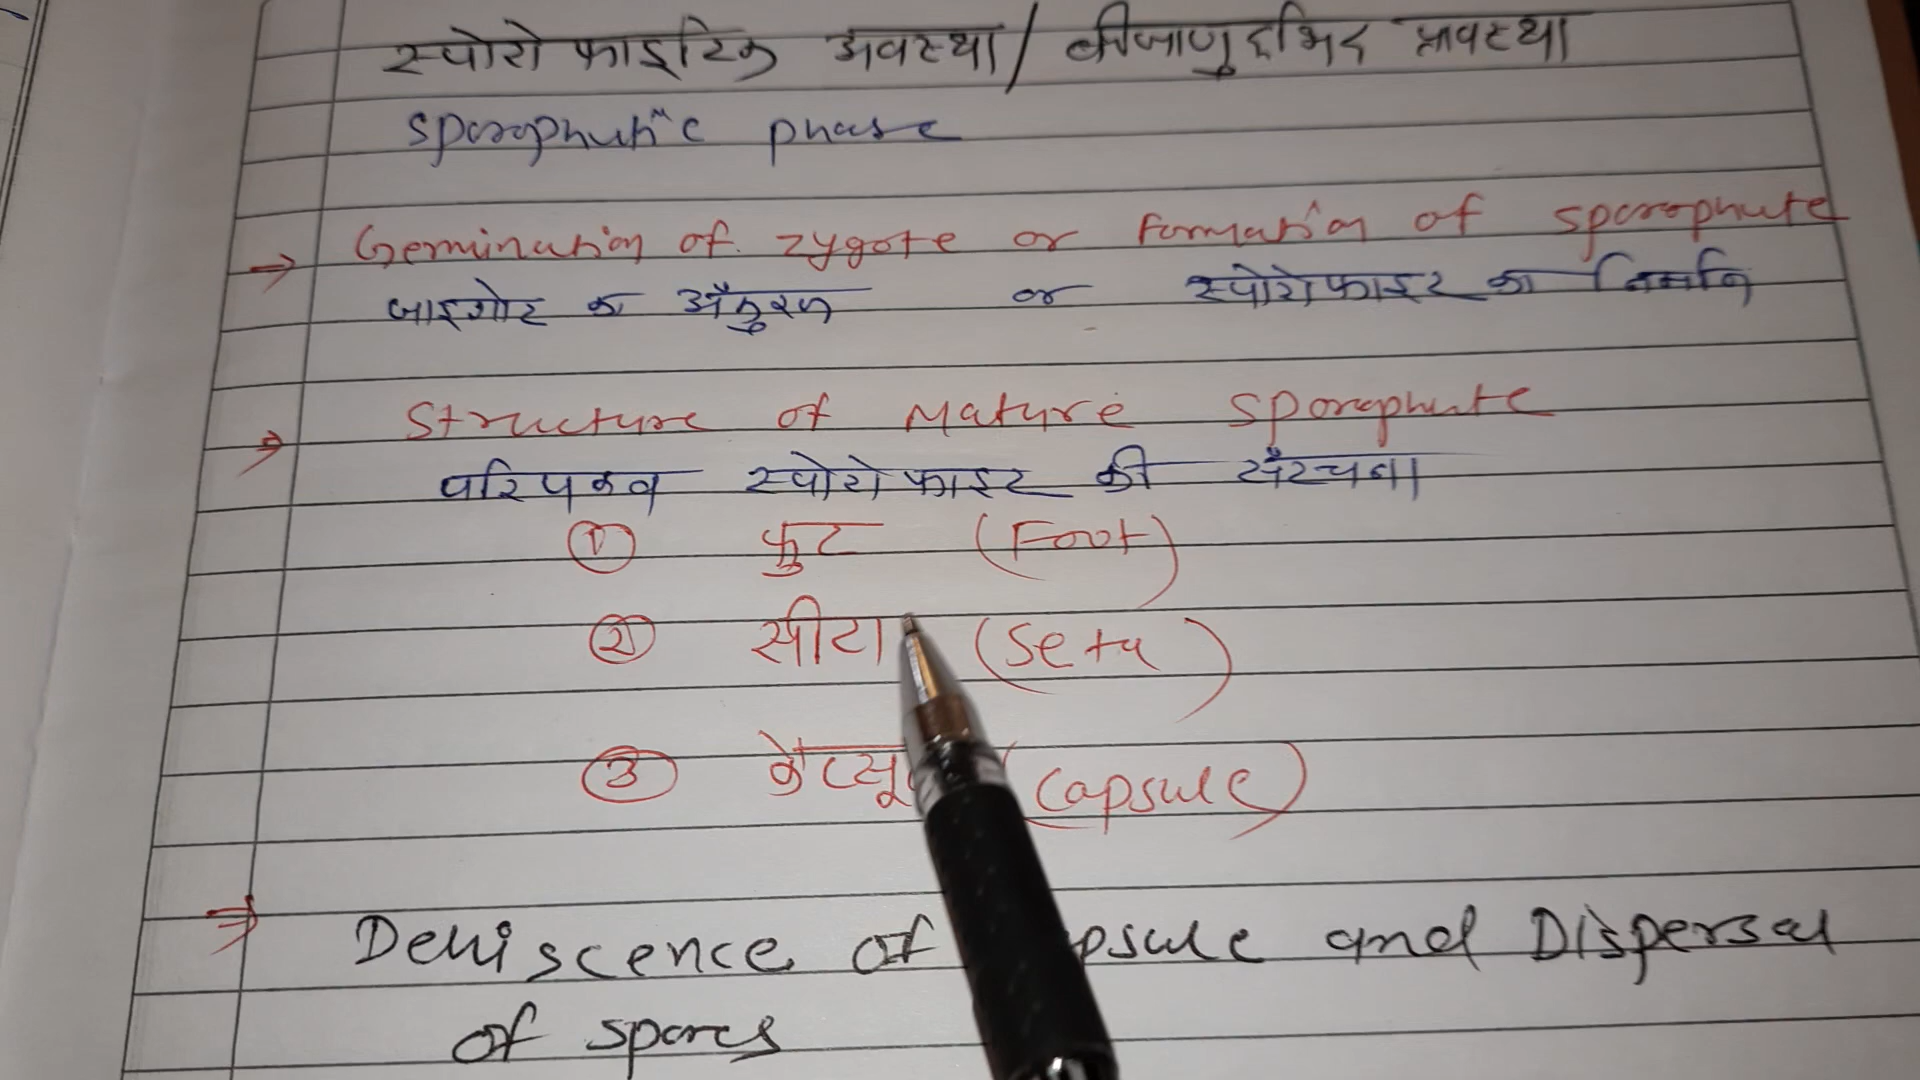 स्पोरो फाइटिक अवस्था / बीजाणुद्भिद अवस्था
Sporophytic phase
→ Germination of zygote or Formation of sporophyte
जाइगोट का अँकुरण or स्पोरोफाइट का निर्माण
→ Structure of Mature Sporophyte
परिपक्व स्पोरोफाइट की सँरचना
① फुट (Foot)
② सीटा (Seta)
③ केप्सू (Capsule)
⇒ Dehiscence of psule and Dispersal
of spores